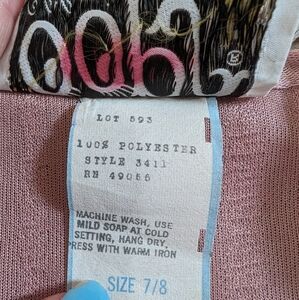 LOT 593
100% POLYESTER
STYLE 3411
RN 49066
MACHINE WASH, USE
MILD SOAP AT COLD
SETTING, HANG DRY,
PRESS WITH WARM IRON
SIZE 7/8